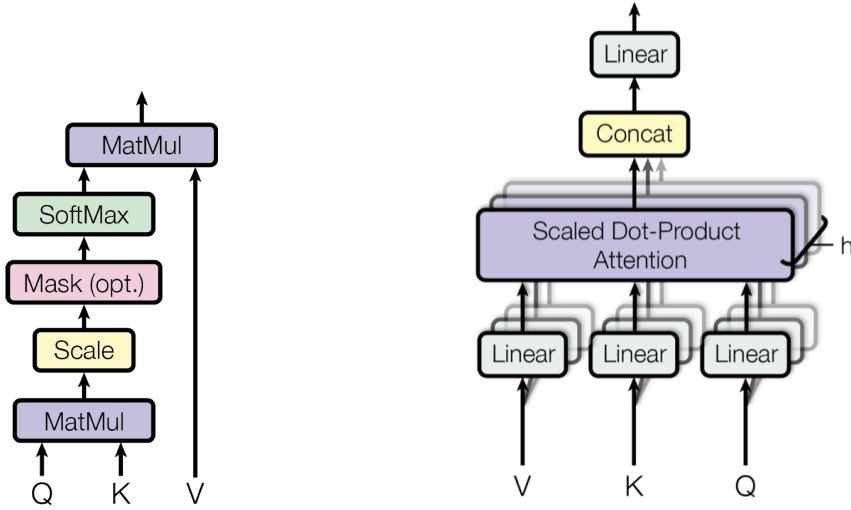 MatMul
SoftMax
Mask (opt.)
Scale
MatMul
Q K V
Linear
Concat
Scaled Dot-Product
Attention
h
Linear Linear Linear
V K Q